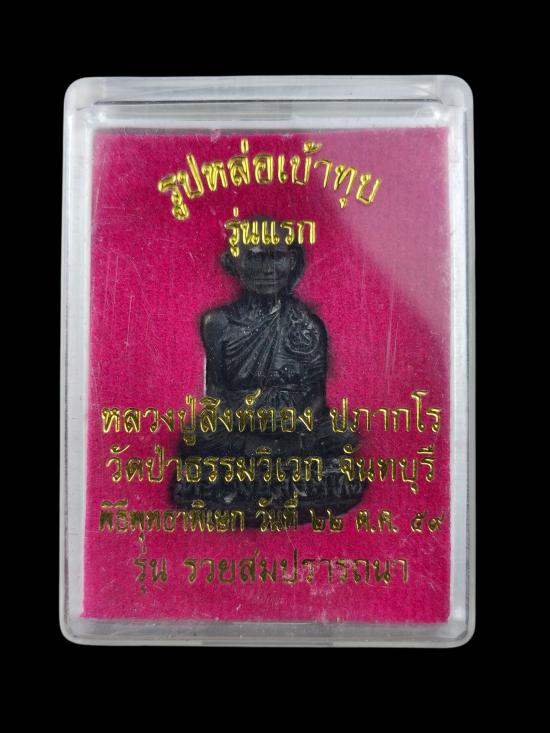 รูปหล่อเบ้าทุบ
รุ่นแรก
หลวงปู่สิงห์ทอง ปภากโร
วัดป่าธรรมวิเวก จันทบุรี
พิธีพุทธาภิเษก วันที่ ๒๒ ต.ค. ๕๙
รุ่น รวยสมปรารถนา